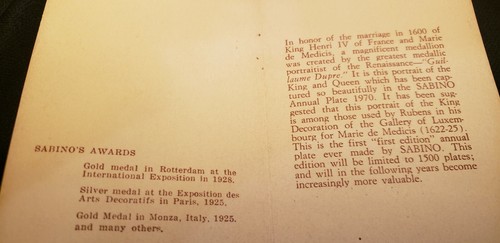 SABINO'S AWARDS
Gold medal in Rotterdam at the
International Exposition in 1928.
Silver medal at the Exposition des
Arts Decoratifs in Paris, 1925.
Gold Medal in Monza, Italy, 1925.
and many others.
In honor of the marriage in 1600 of
King Henri IV of France and Marie
de Medicis, a magnificent medallion
was created by the greatest medallic
portraitist of the Renaissance—"Guil-
laume Dupre." It is this portrait of the
King and Queen which has been cap-
tured so beautifully in the SABINO
Annual Plate 1970. It has been sug-
gested that this portrait of the King
is among those used by Rubens in his
Decoration of the Gallery of Luxem-
bourg for Marie de Medicis (1622-25).
This is the first "first edition" annual
plate ever made by SABINO. This
edition will be limited to 1500 plates;
and will in the following years become
increasingly more valuable.